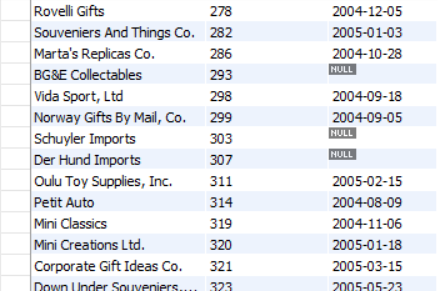 Rovelli Gifts 278 2004-12-05
Souveniers And Things Co. 282 2005-01-03
Marta's Replicas Co. 286 2004-10-28
BG&E Collectables 293 NULL
Vida Sport, Ltd 298 2004-09-18
Norway Gifts By Mail, Co. 299 2004-09-05
Schuyler Imports 303 NULL
Der Hund Imports 307 NULL
Oulu Toy Supplies, Inc. 311 2005-02-15
Petit Auto 314 2004-08-09
Mini Classics 319 2004-11-06
Mini Creations Ltd. 320 2005-01-18
Corporate Gift Ideas Co. 321 2005-03-15
Down Under Souveniers,... 323 2005-05-23